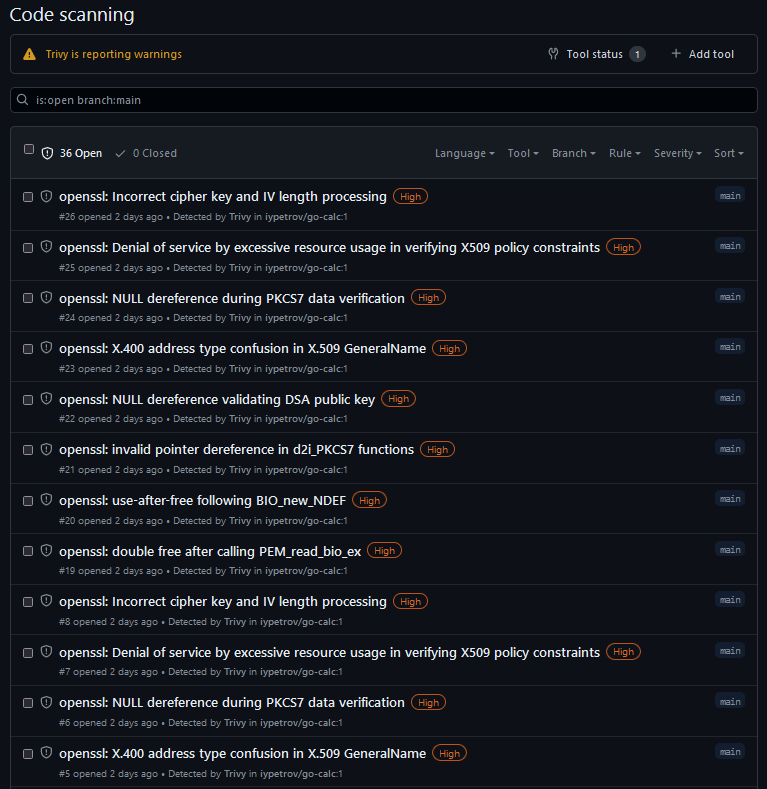 Code scanning
Trivy is reporting warnings
Tool status 1
Add tool
is:open branch:main
36 Open 0 Closed Language Tool Branch Rule Severity Sort
openssl: Incorrect cipher key and IV length processing High main
#26 opened 2 days ago • Detected by Trivy in iypetrov/go-calc:1
openssl: Denial of service by excessive resource usage in verifying X509 policy constraints High main
#25 opened 2 days ago • Detected by Trivy in iypetrov/go-calc:1
openssl: NULL dereference during PKCS7 data verification High main
#24 opened 2 days ago • Detected by Trivy in iypetrov/go-calc:1
openssl: X.400 address type confusion in X.509 GeneralName High main
#23 opened 2 days ago • Detected by Trivy in iypetrov/go-calc:1
openssl: NULL dereference validating DSA public key High main
#22 opened 2 days ago • Detected by Trivy in iypetrov/go-calc:1
openssl: invalid pointer dereference in d2i_PKCS7 functions High main
#21 opened 2 days ago • Detected by Trivy in iypetrov/go-calc:1
openssl: use-after-free following BIO_new_NDEF High main
#20 opened 2 days ago • Detected by Trivy in iypetrov/go-calc:1
openssl: double free after calling PEM_read_bio_ex High main
#19 opened 2 days ago • Detected by Trivy in iypetrov/go-calc:1
openssl: Incorrect cipher key and IV length processing High main
#8 opened 2 days ago • Detected by Trivy in iypetrov/go-calc:1
openssl: Denial of service by excessive resource usage in verifying X509 policy constraints High main
#7 opened 2 days ago • Detected by Trivy in iypetrov/go-calc:1
openssl: NULL dereference during PKCS7 data verification High main
#6 opened 2 days ago • Detected by Trivy in iypetrov/go-calc:1
openssl: X.400 address type confusion in X.509 GeneralName High main
#5 opened 2 days ago • Detected by Trivy in iypetrov/go-calc:1